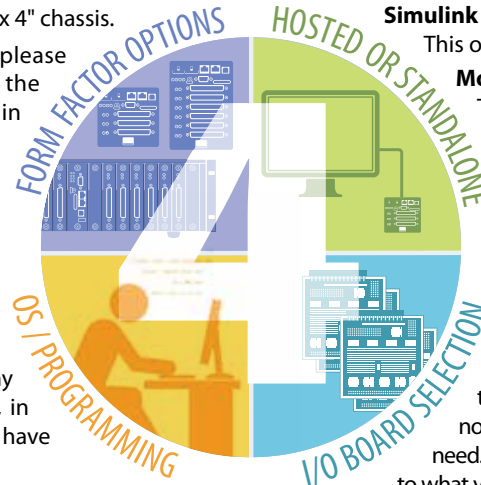 x 4" chassis.
please
the
in
FORM FACTOR OPTIONS
HOSTED OR STANDALONE
Simulink
This o
Mo
T
4
OS / PROGRAMMING
I/O BOARD SELECTION
y
in
have
t
no
need.
to what y